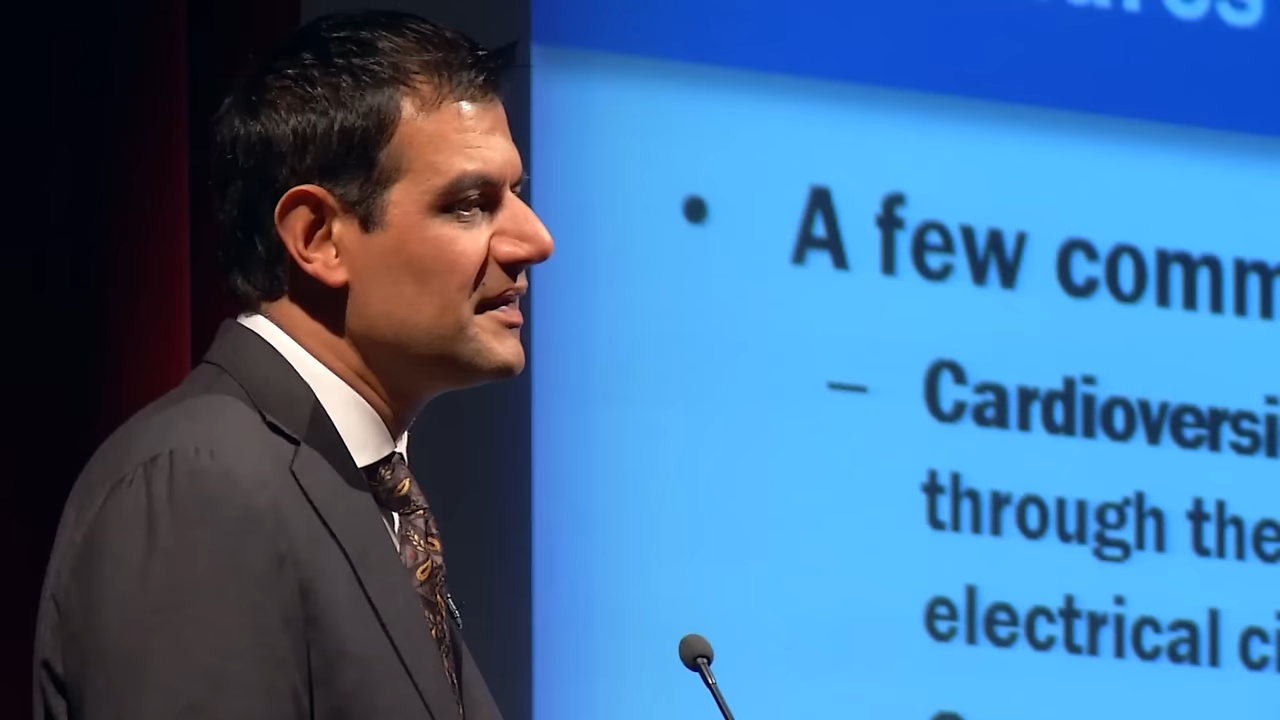 • A few comm
– Cardioversi
through the
electrical ci